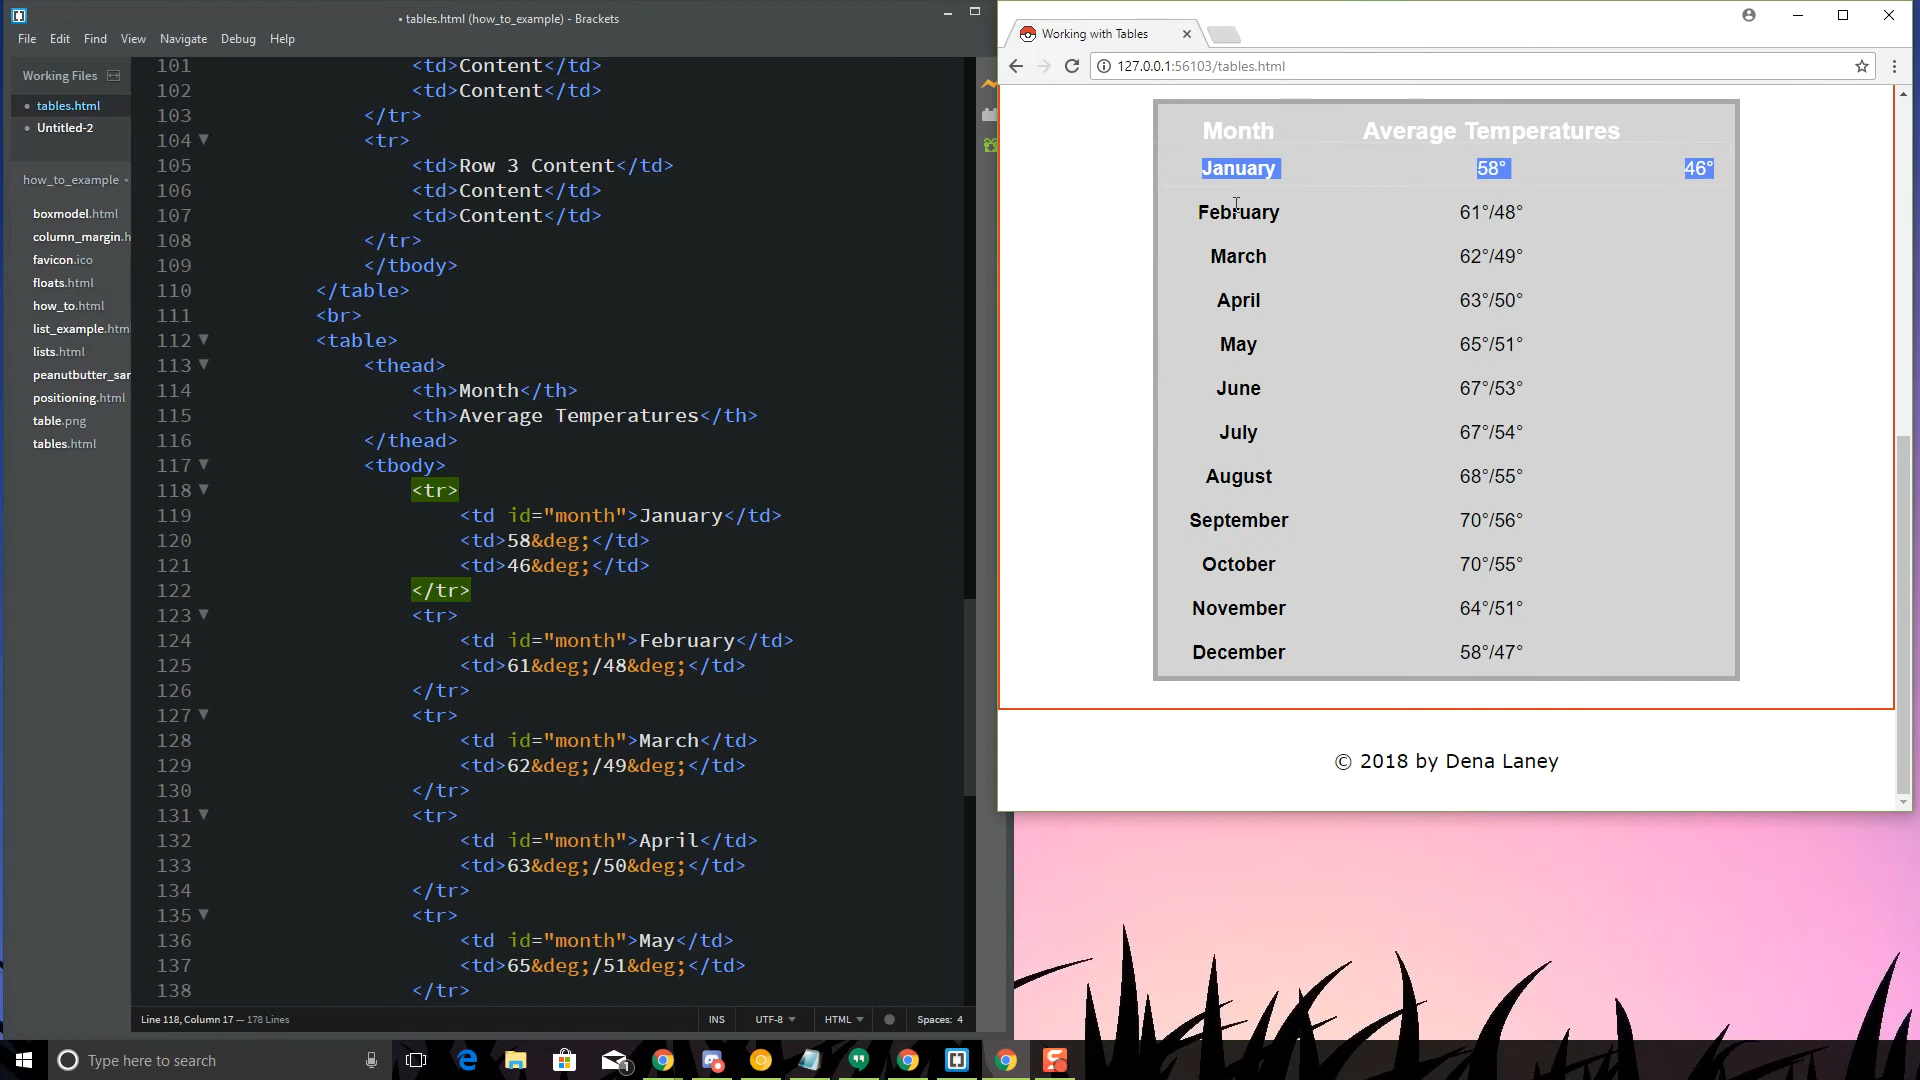 • tables.html (how_to_example) - Brackets
File Edit Find View Navigate Debug Help
Working Files
tables.html
Untitled-2
how_to_example
boxmodel.html
column_margin.h
favicon.ico
floats.html
how_to.html
list_example.htm
lists.html
peanutbutter_sar
positioning.html
table.png
tables.html
101 <td>Content</td>
102 <td>Content</td>
103 </tr>
104 <tr>
105 <td>Row 3 Content</td>
106 <td>Content</td>
107 <td>Content</td>
108 </tr>
109 </tbody>
110 </table>
111 <br>
112 <table>
113 <thead>
114 <th>Month</th>
115 <th>Average Temperatures</th>
116 </thead>
117 <tbody>
118 <tr>
119 <td id="month">January</td>
120 <td>58&deg;</td>
121 <td>46&deg;</td>
122 </tr>
123 <tr>
124 <td id="month">February</td>
125 <td>61&deg;/48&deg;</td>
126 </tr>
127 <tr>
128 <td id="month">March</td>
129 <td>62&deg;/49&deg;</td>
130 </tr>
131 <tr>
132 <td id="month">April</td>
133 <td>63&deg;/50&deg;</td>
134 </tr>
135 <tr>
136 <td id="month">May</td>
137 <td>65&deg;/51&deg;</td>
138 </tr>
Line 118, Column 17 — 178 Lines
INS UTF-8 HTML Spaces: 4
Working with Tables
127.0.0.1:56103/tables.html
Month Average Temperatures
January 58° 46°
February 61°/48°
March 62°/49°
April 63°/50°
May 65°/51°
June 67°/53°
July 67°/54°
August 68°/55°
September 70°/56°
October 70°/55°
November 64°/51°
December 58°/47°
© 2018 by Dena Laney
Type here to search